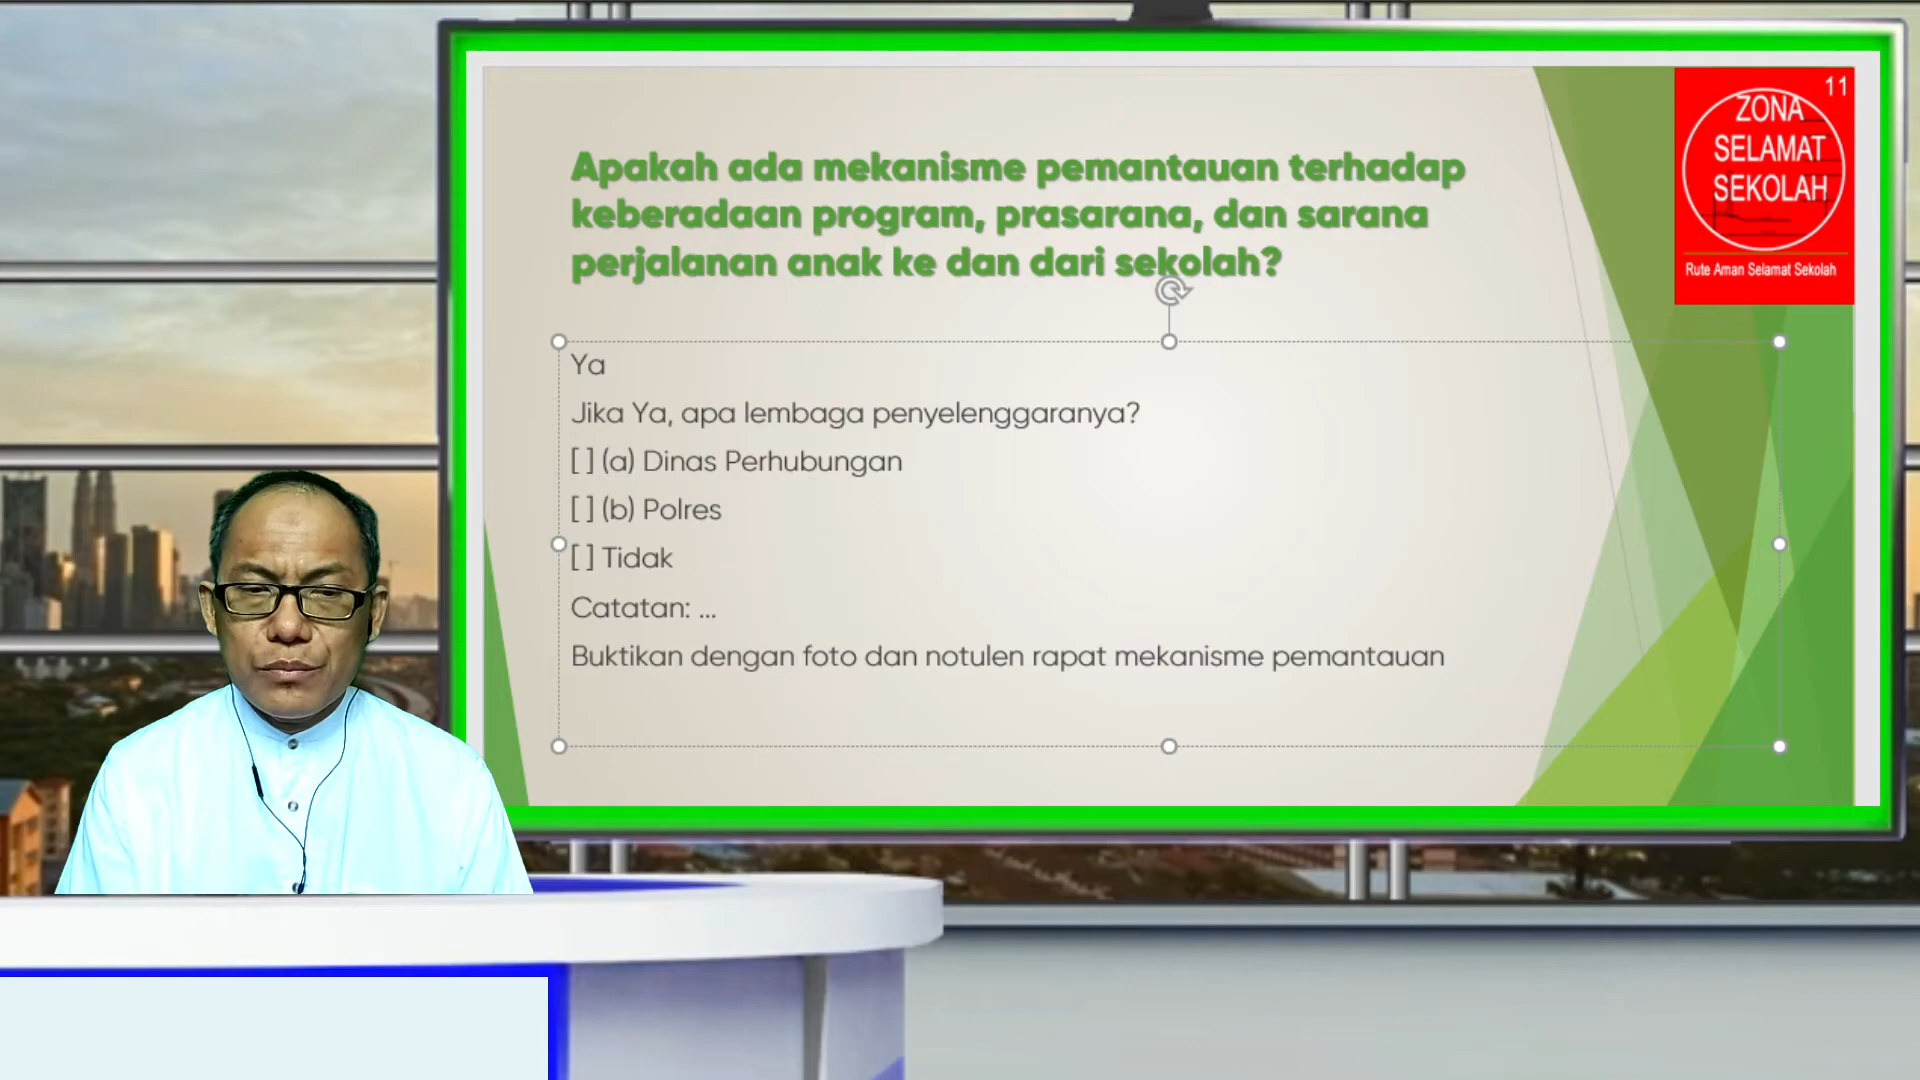 Apakah ada mekanisme pemantauan terhadap
keberadaan program, prasarana, dan sarana
perjalanan anak ke dan dari sekolah?
11
ZONA
SELAMAT
SEKOLAH
Rute Aman Selamat Sekolah
Ya
Jika Ya, apa lembaga penyelenggaranya?
[ ] (a) Dinas Perhubungan
[ ] (b) Polres
[ ] Tidak
Catatan: ...
Buktikan dengan foto dan notulen rapat mekanisme pemantauan